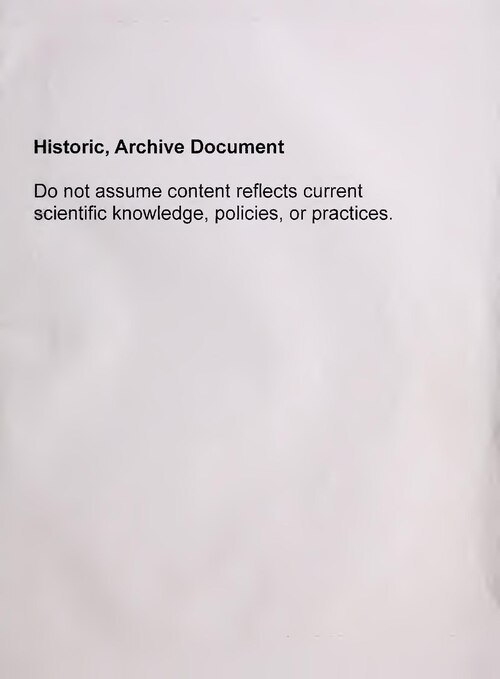 Historic, Archive Document
Do not assume content reflects current
scientific knowledge, policies, or practices.